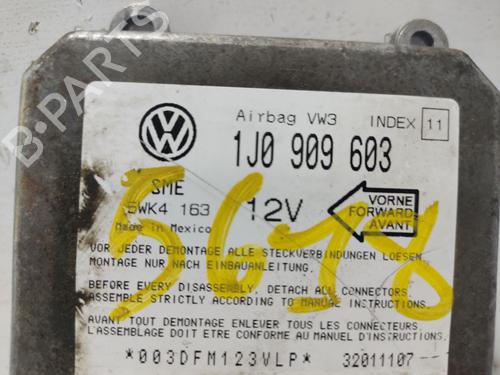 B-PARTS
Airbag VW3 INDEX 11
1J0 909 603
SME
5WK4 163 12V
VORNE
FORWARD
AVANT
Made in Mexico
5618
VOR JEDER DEMONTAGE ALLE STECKVERBINDUNGEN LOESEN.
MONTAGE NUR NACH EINBAUANLEITUNG.
BEFORE EVERY DISASSEMBLY, DETACH ALL CONNECTORS.
ASSEMBLE STRICTLY ACCORDING TO MANUAL INSTRUCTIONS.
AVANT TOUT DEMONTAGE ENLEVER TOUS LES CONNECTEURS.
L'ASSEMBLAGE DOIT ETRE CONFORME AU MANUEL D'INSTRUCTIONS.
*003DFM123VLP* 32011107--